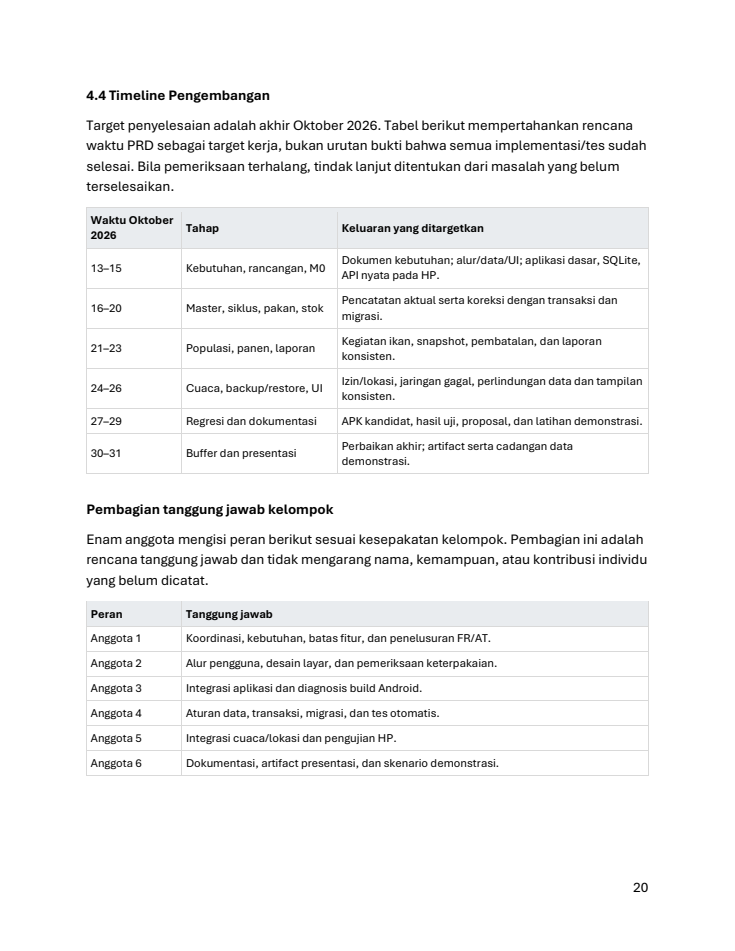 4.4 Timeline Pengembangan
Target penyelesaian adalah akhir Oktober 2026. Tabel berikut mempertahankan rencana
waktu PRD sebagai target kerja, bukan urutan bukti bahwa semua implementasi/tes sudah
selesai. Bila pemeriksaan terhalang, tindak lanjut ditentukan dari masalah yang belum
terselesaikan.
Waktu Oktober 2026 Tahap Keluaran yang ditargetkan
13–15 Kebutuhan, rancangan, M0 Dokumen kebutuhan; alur/data/UI; aplikasi dasar, SQLite,
API nyata pada HP.
16–20 Master, siklus, pakan, stok Pencatatan aktual serta koreksi dengan transaksi dan
migrasi.
21–23 Populasi, panen, laporan Kegiatan ikan, snapshot, pembatalan, dan laporan
konsisten.
24–26 Cuaca, backup/restore, UI Izin/lokasi, jaringan gagal, perlindungan data dan tampilan
konsisten.
27–29 Regresi dan dokumentasi APK kandidat, hasil uji, proposal, dan latihan demonstrasi.
30–31 Buffer dan presentasi Perbaikan akhir; artifact serta cadangan data
demonstrasi.
Pembagian tanggung jawab kelompok
Enam anggota mengisi peran berikut sesuai kesepakatan kelompok. Pembagian ini adalah
rencana tanggung jawab dan tidak mengarang nama, kemampuan, atau kontribusi individu
yang belum dicatat.
Peran Tanggung jawab
Anggota 1 Koordinasi, kebutuhan, batas fitur, dan penelusuran FR/AT.
Anggota 2 Alur pengguna, desain layar, dan pemeriksaan keterpakaian.
Anggota 3 Integrasi aplikasi dan diagnosis build Android.
Anggota 4 Aturan data, transaksi, migrasi, dan tes otomatis.
Anggota 5 Integrasi cuaca/lokasi dan pengujian HP.
Anggota 6 Dokumentasi, artifact presentasi, dan skenario demonstrasi.
20